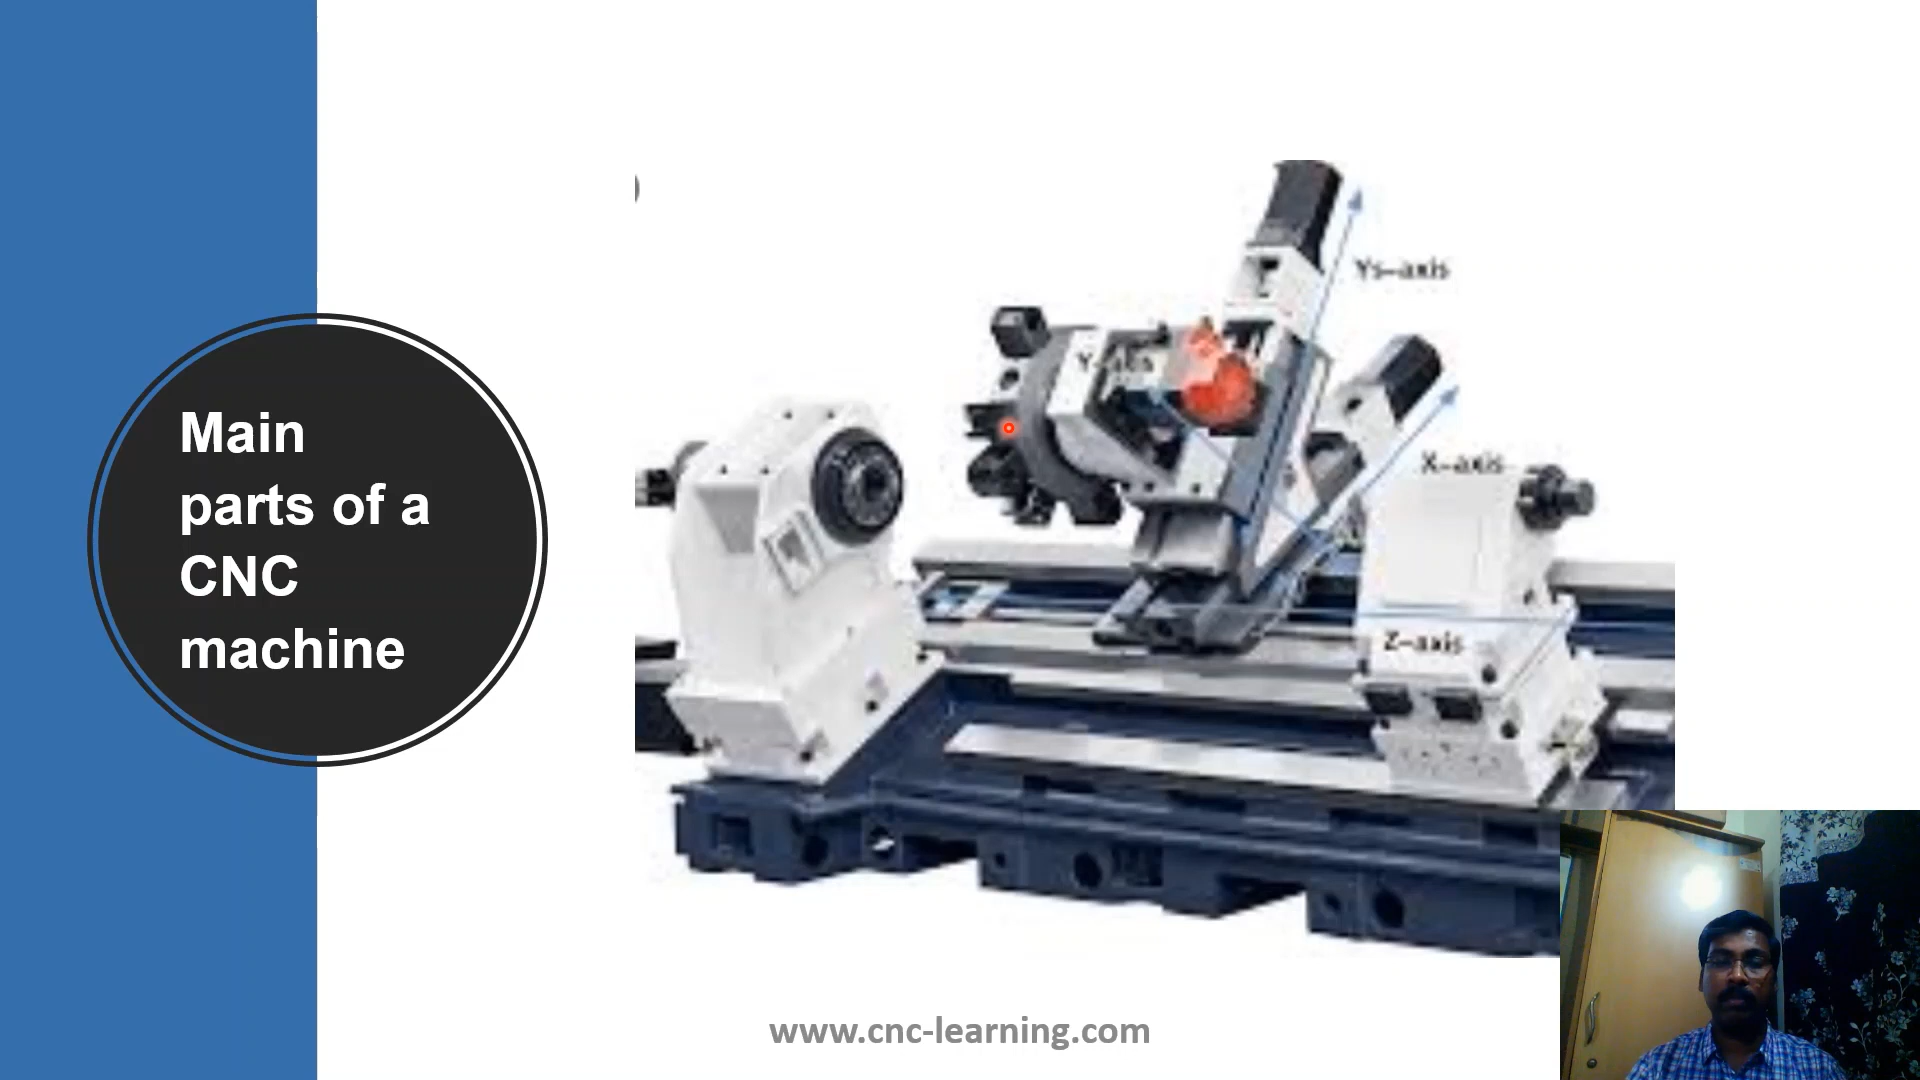 Main
parts of a
CNC
machine
Ys-axis
X-axis
Z-axis
www.cnc-learning.com